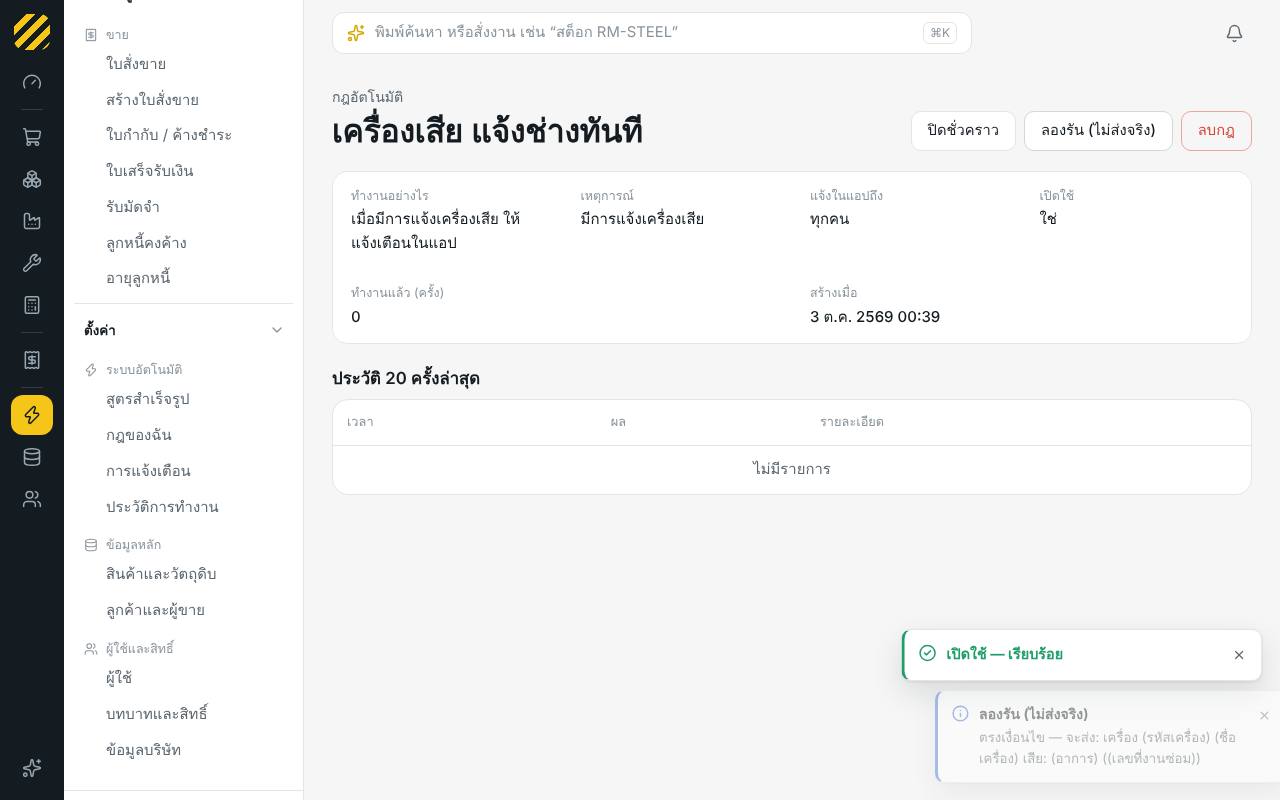 ขาย
ใบสั่งขาย
สร้างใบสั่งขาย
ใบกำกับ / ค้างชำระ
ใบเสร็จรับเงิน
รับมัดจำ
ลูกหนี้คงค้าง
อายุลูกหนี้
ตั้งค่า
ระบบอัตโนมัติ
สูตรสำเร็จรูป
กฎของฉัน
การแจ้งเตือน
ประวัติการทำงาน
ข้อมูลหลัก
สินค้าและวัตถุดิบ
ลูกค้าและผู้ขาย
ผู้ใช้และสิทธิ์
ผู้ใช้
บทบาทและสิทธิ์
ข้อมูลบริษัท
พิมพ์ค้นหา หรือสั่งงาน เช่น “สต็อก RM-STEEL” ⌘K
กฎอัตโนมัติ
เครื่องเสีย แจ้งช่างทันที
ปิดชั่วคราว ลองรัน (ไม่ส่งจริง) ลบกฎ
ทำงานอย่างไร เหตุการณ์ แจ้งในแอปถึง เปิดใช้
เมื่อมีการแจ้งเครื่องเสีย ให้ มีการแจ้งเครื่องเสีย ทุกคน ใช่
แจ้งเตือนในแอป
ทำงานแล้ว (ครั้ง) สร้างเมื่อ
0 3 ต.ค. 2569 00:39
ประวัติ 20 ครั้งล่าสุด
เวลา ผล รายละเอียด
ไม่มีรายการ
เปิดใช้ — เรียบร้อย
ลองรัน (ไม่ส่งจริง)
ตรงเงื่อนไข — จะส่ง: เครื่อง (รหัสเครื่อง) (ชื่อ
เครื่อง) เสีย: (อาการ) ((เลขที่งานซ่อม))